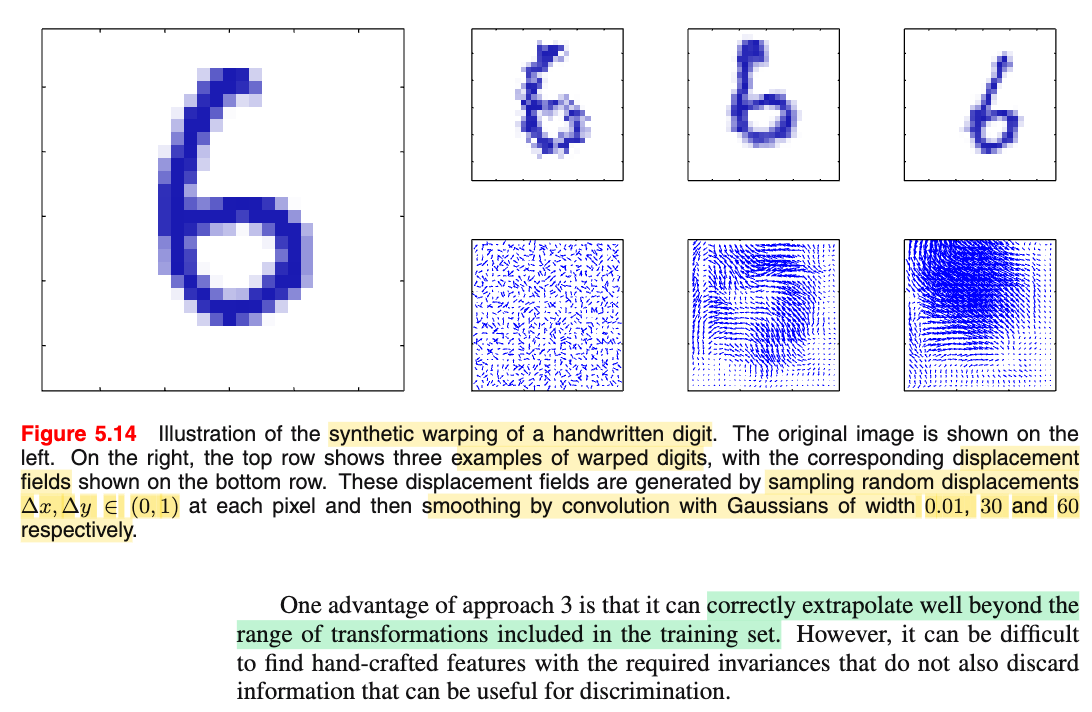 Figure 5.14 Illustration of the synthetic warping of a handwritten digit. The original image is shown on the
left. On the right, the top row shows three examples of warped digits, with the corresponding displacement
fields shown on the bottom row. These displacement fields are generated by sampling random displacements
Δx, Δy ∈ (0, 1) at each pixel and then smoothing by convolution with Gaussians of width 0.01, 30 and 60
respectively.
One advantage of approach 3 is that it can correctly extrapolate well beyond the
range of transformations included in the training set. However, it can be difficult
to find hand-crafted features with the required invariances that do not also discard
information that can be useful for discrimination.